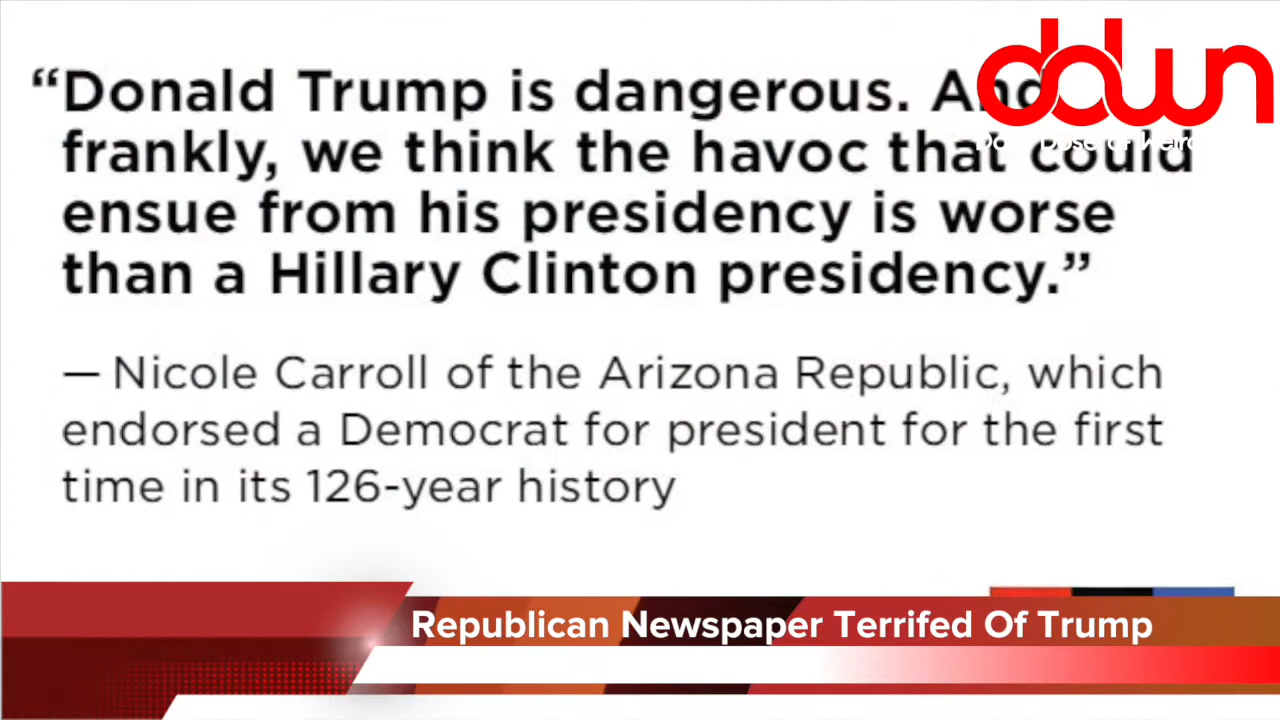 ddwn
“Donald Trump is dangerous. And
frankly, we think the havoc that could
ensue from his presidency is worse
than a Hillary Clinton presidency.”
— Nicole Carroll of the Arizona Republic, which
endorsed a Democrat for president for the first
time in its 126-year history
Republican Newspaper Terrifed Of Trump